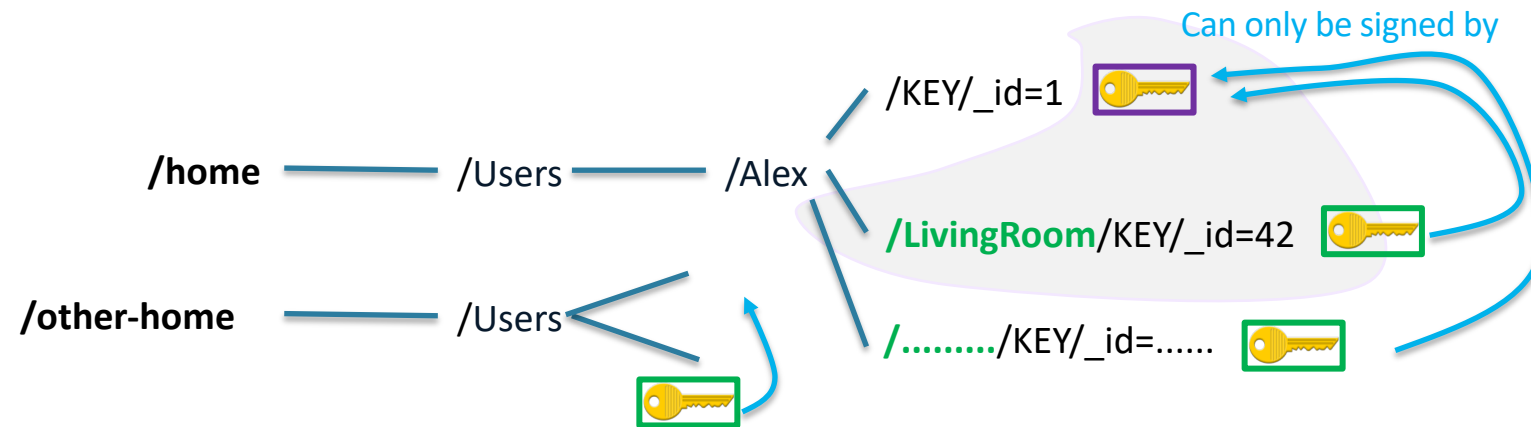 Can only be signed by
/KEY/_id=1
/home
/Users
/Alex
/LivingRoom/KEY/_id=42
/other-home
/Users
/………/KEY/_id=......